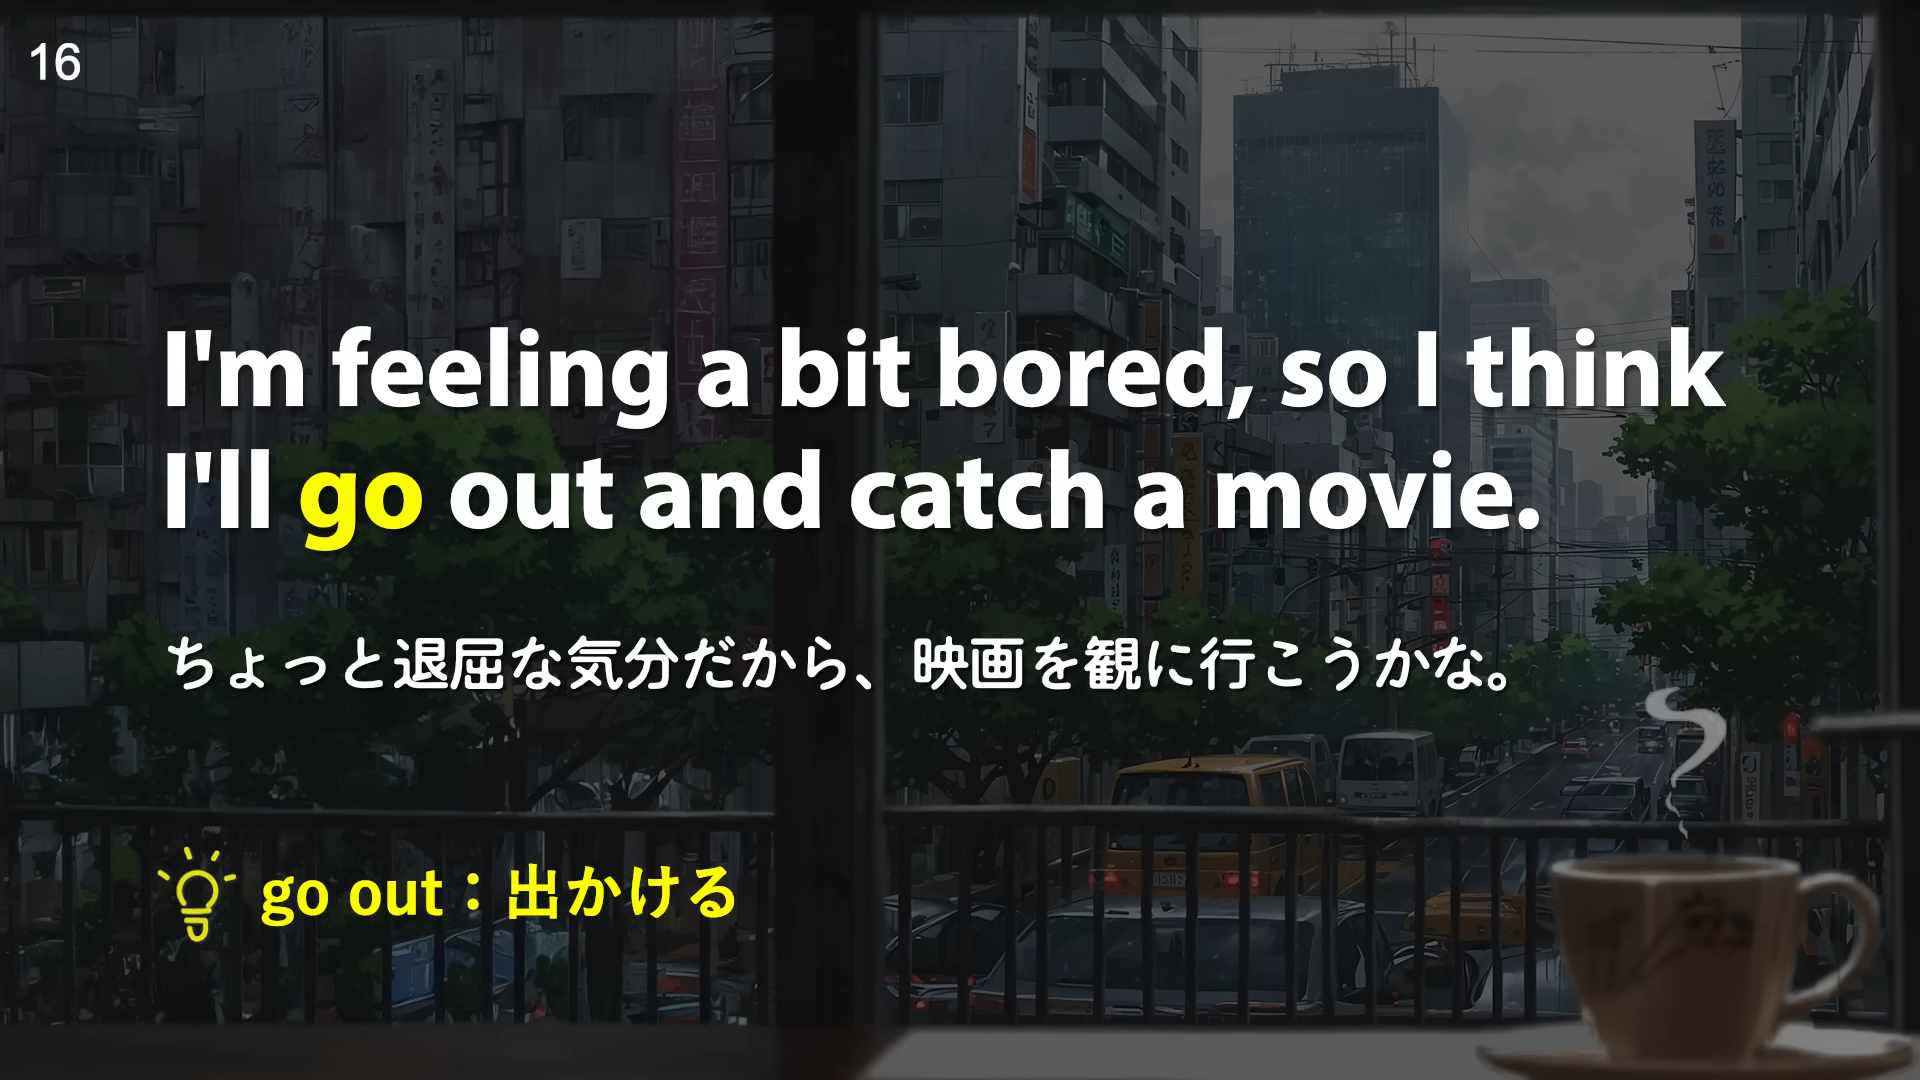 16
I'm feeling a bit bored, so I think
I'll go out and catch a movie.
ちょっと退屈な気分だから、映画を観に行こうかな。
go out：出かける